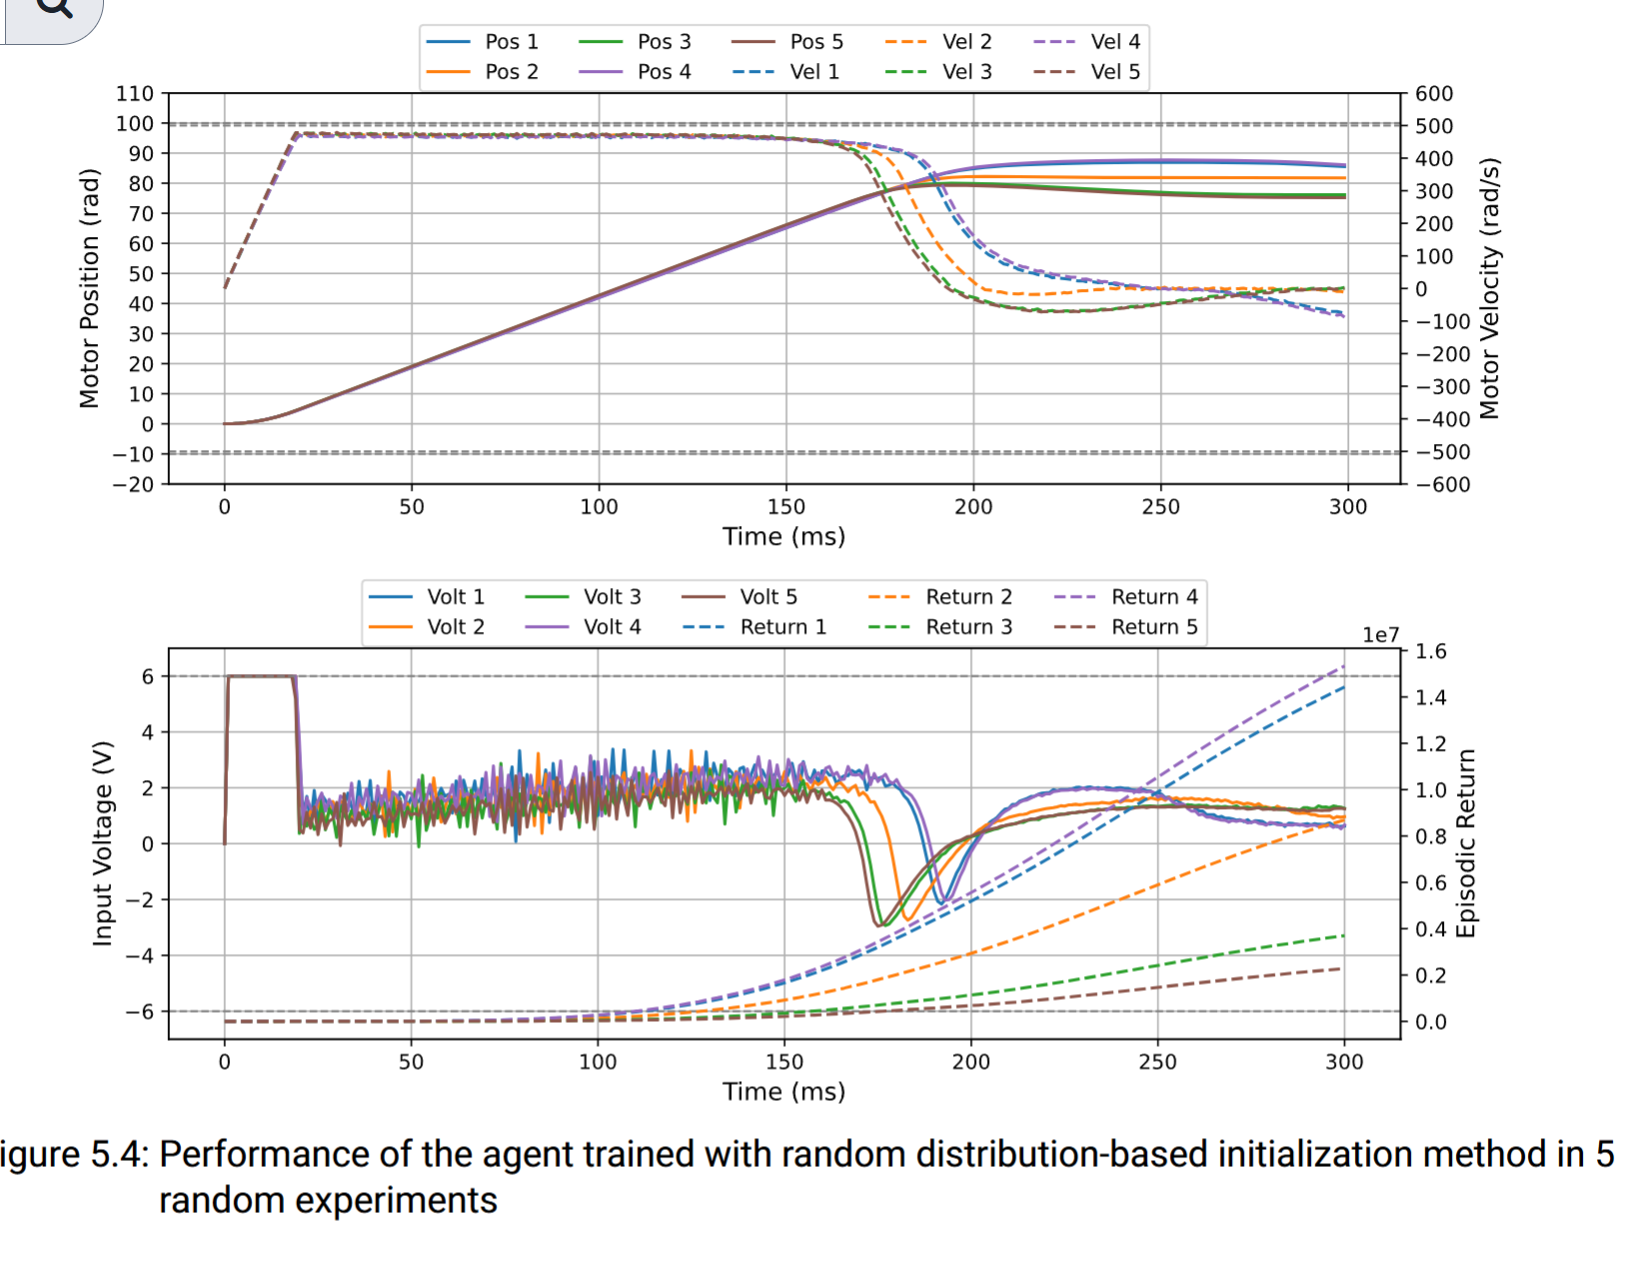 Pos 1 Pos 3 Pos 5 Vel 2 Vel 4
Pos 2 Pos 4 Vel 1 Vel 3 Vel 5
110
100
90
80
70
60
50
40
30
20
10
0
−10
−20
Motor Position (rad)
600
500
400
300
200
100
0
−100
−200
−300
−400
−500
−600
Motor Velocity (rad/s)
0 50 100 150 200 250 300
Time (ms)
Volt 1 Volt 3 Volt 5 Return 2 Return 4
Volt 2 Volt 4 Return 1 Return 3 Return 5
1e7
6
4
2
0
−2
−4
−6
Input Voltage (V)
1.6
1.4
1.2
1.0
0.8
0.6
0.4
0.2
0.0
Episodic Return
0 50 100 150 200 250 300
Time (ms)
igure 5.4: Performance of the agent trained with random distribution-based initialization method in 5
random experiments